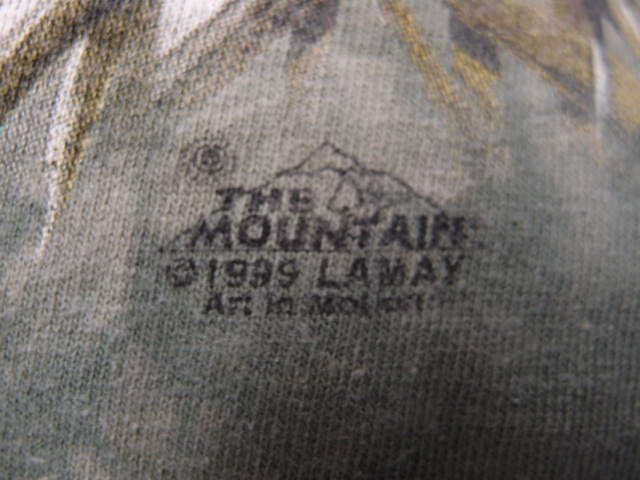 ®
THE
MOUNTAIN
© 1999 LAMAY
Art in Motion